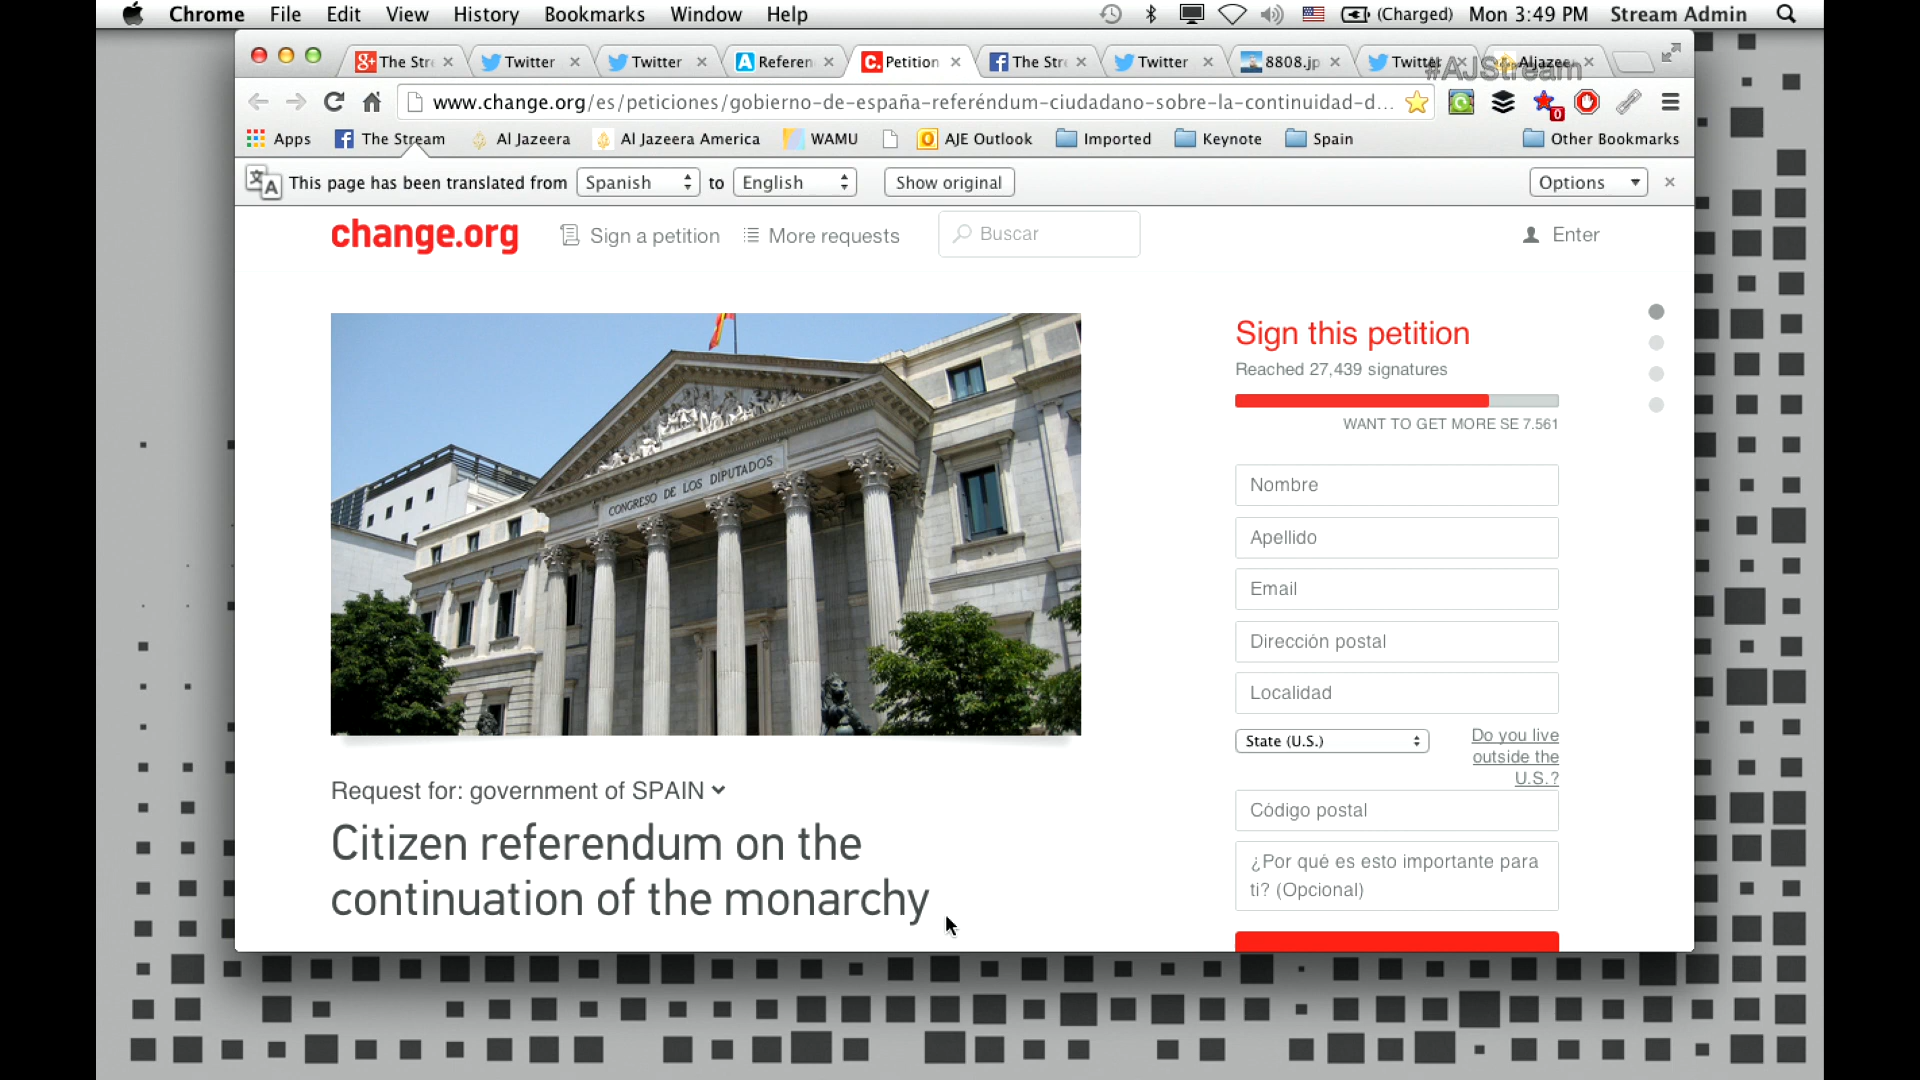 Chrome File Edit View History Bookmarks Window Help (Charged) Mon 3:49 PM Stream Admin
The Str Twitter Twitter Referen Petition The Str Twitter 8808.jp Twitter Aljazee
#AJStream
www.change.org/es/peticiones/gobierno-de-españa-referéndum-ciudadano-sobre-la-continuidad-d...
0
Apps The Stream Al Jazeera Al Jazeera America WAMU AJE Outlook Imported Keynote Spain Other Bookmarks
This page has been translated from Spanish to English Show original Options
change.org Sign a petition More requests Buscar Enter
CONGRESO DE LOS DIPUTADOS
Request for: government of SPAIN
Citizen referendum on the
continuation of the monarchy
Sign this petition
Reached 27,439 signatures
WANT TO GET MORE SE 7.561
Nombre
Apellido
Email
Dirección postal
Localidad
State (U.S.)
Do you live
outside the
U.S.?
Código postal
¿Por qué es esto importante para
ti? (Opcional)